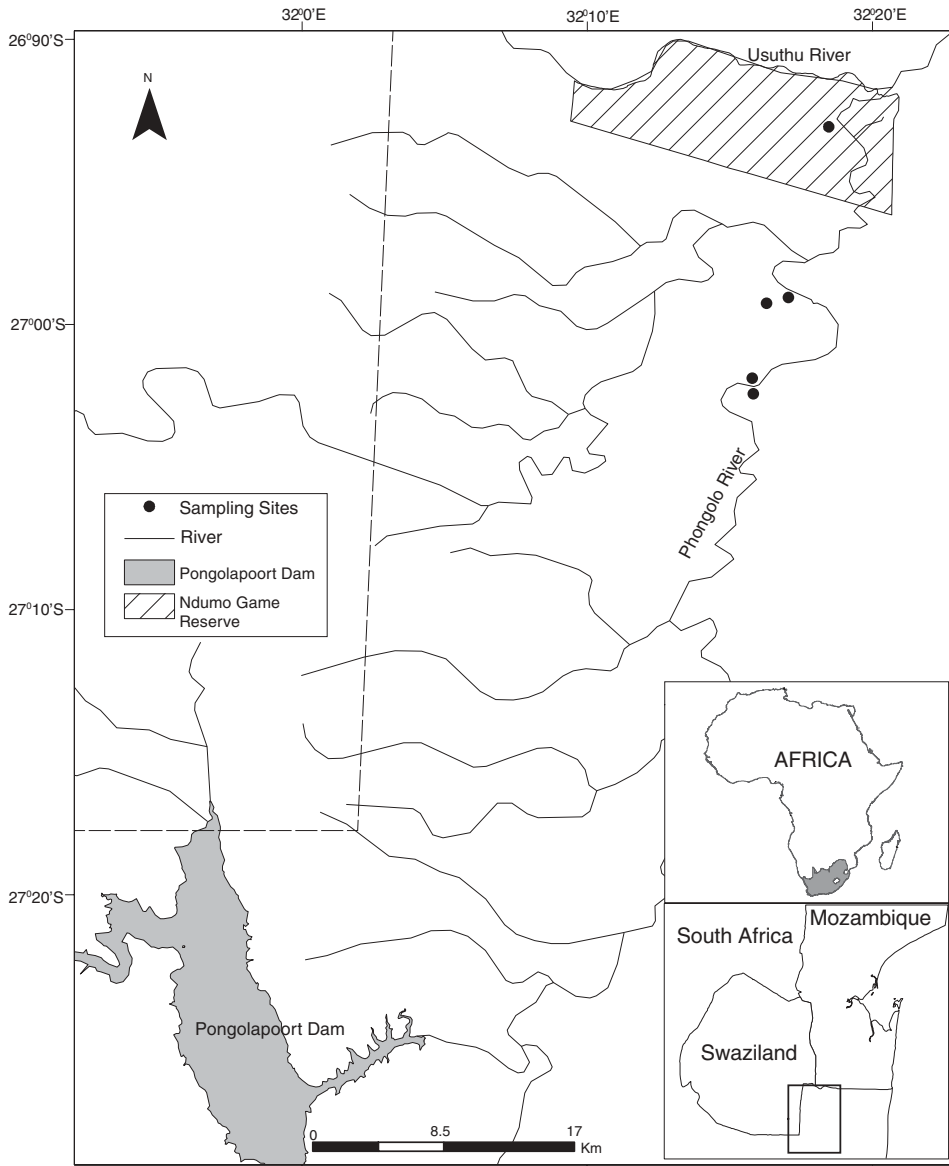 32⁰0'E
32⁰10'E
32⁰20'E
26⁰90'S
27⁰00'S
27⁰10'S
27⁰20'S
N
Usuthu River
Phongolo River
Sampling Sites
River
Pongolapoort Dam
Ndumo Game
Reserve
Pongolapoort Dam
0
8.5
17
Km
AFRICA
South Africa
Mozambique
Swaziland